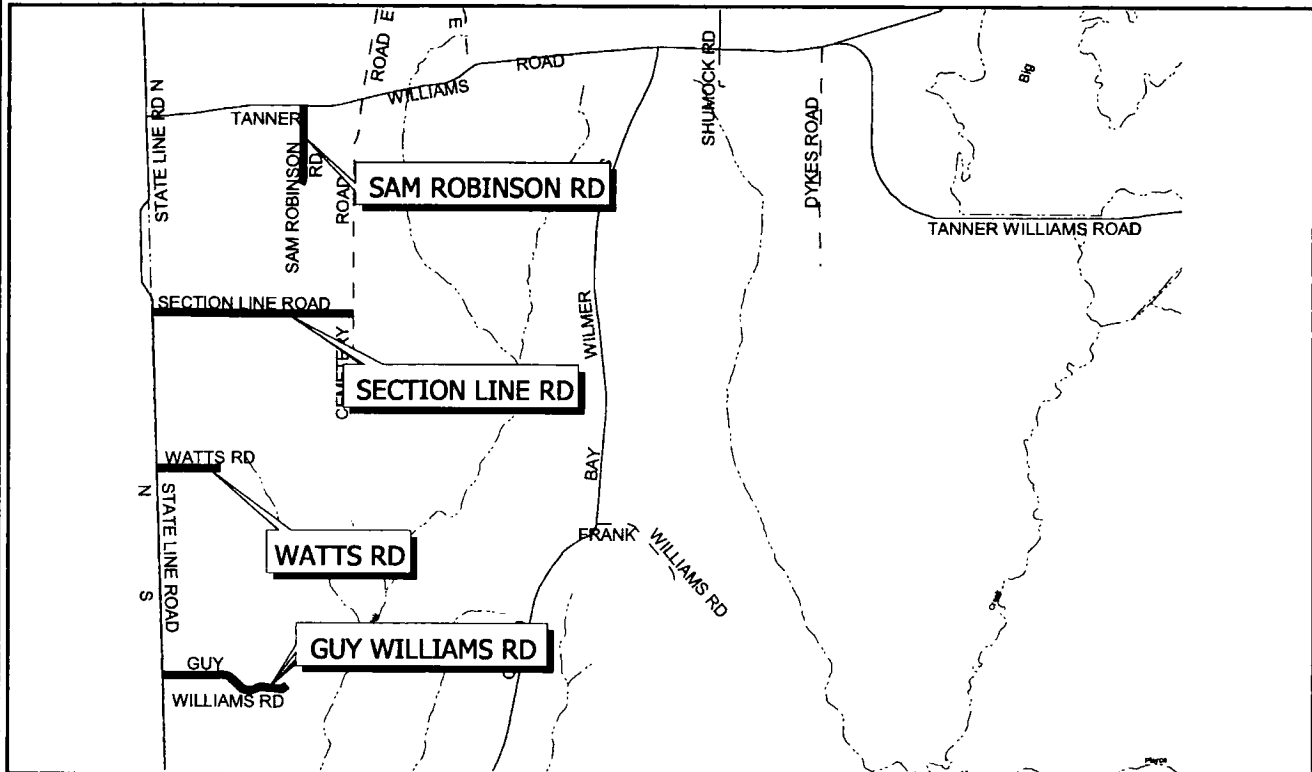 ROAD E
E
SHUMOCK RD
Big
STATE LINE RD N
TANNER
WILLIAMS
ROAD
SAM ROBINSON
RD
ROAD
SAM ROBINSON RD
DYKES ROAD
TANNER WILLIAMS ROAD
SECTION LINE ROAD
WILMER
CEMETERY
SECTION LINE RD
WATTS RD
BAY
N
STATE LINE ROAD
S
WATTS RD
FRANK
WILLIAMS RD
GUY
WILLIAMS RD
GUY WILLIAMS RD